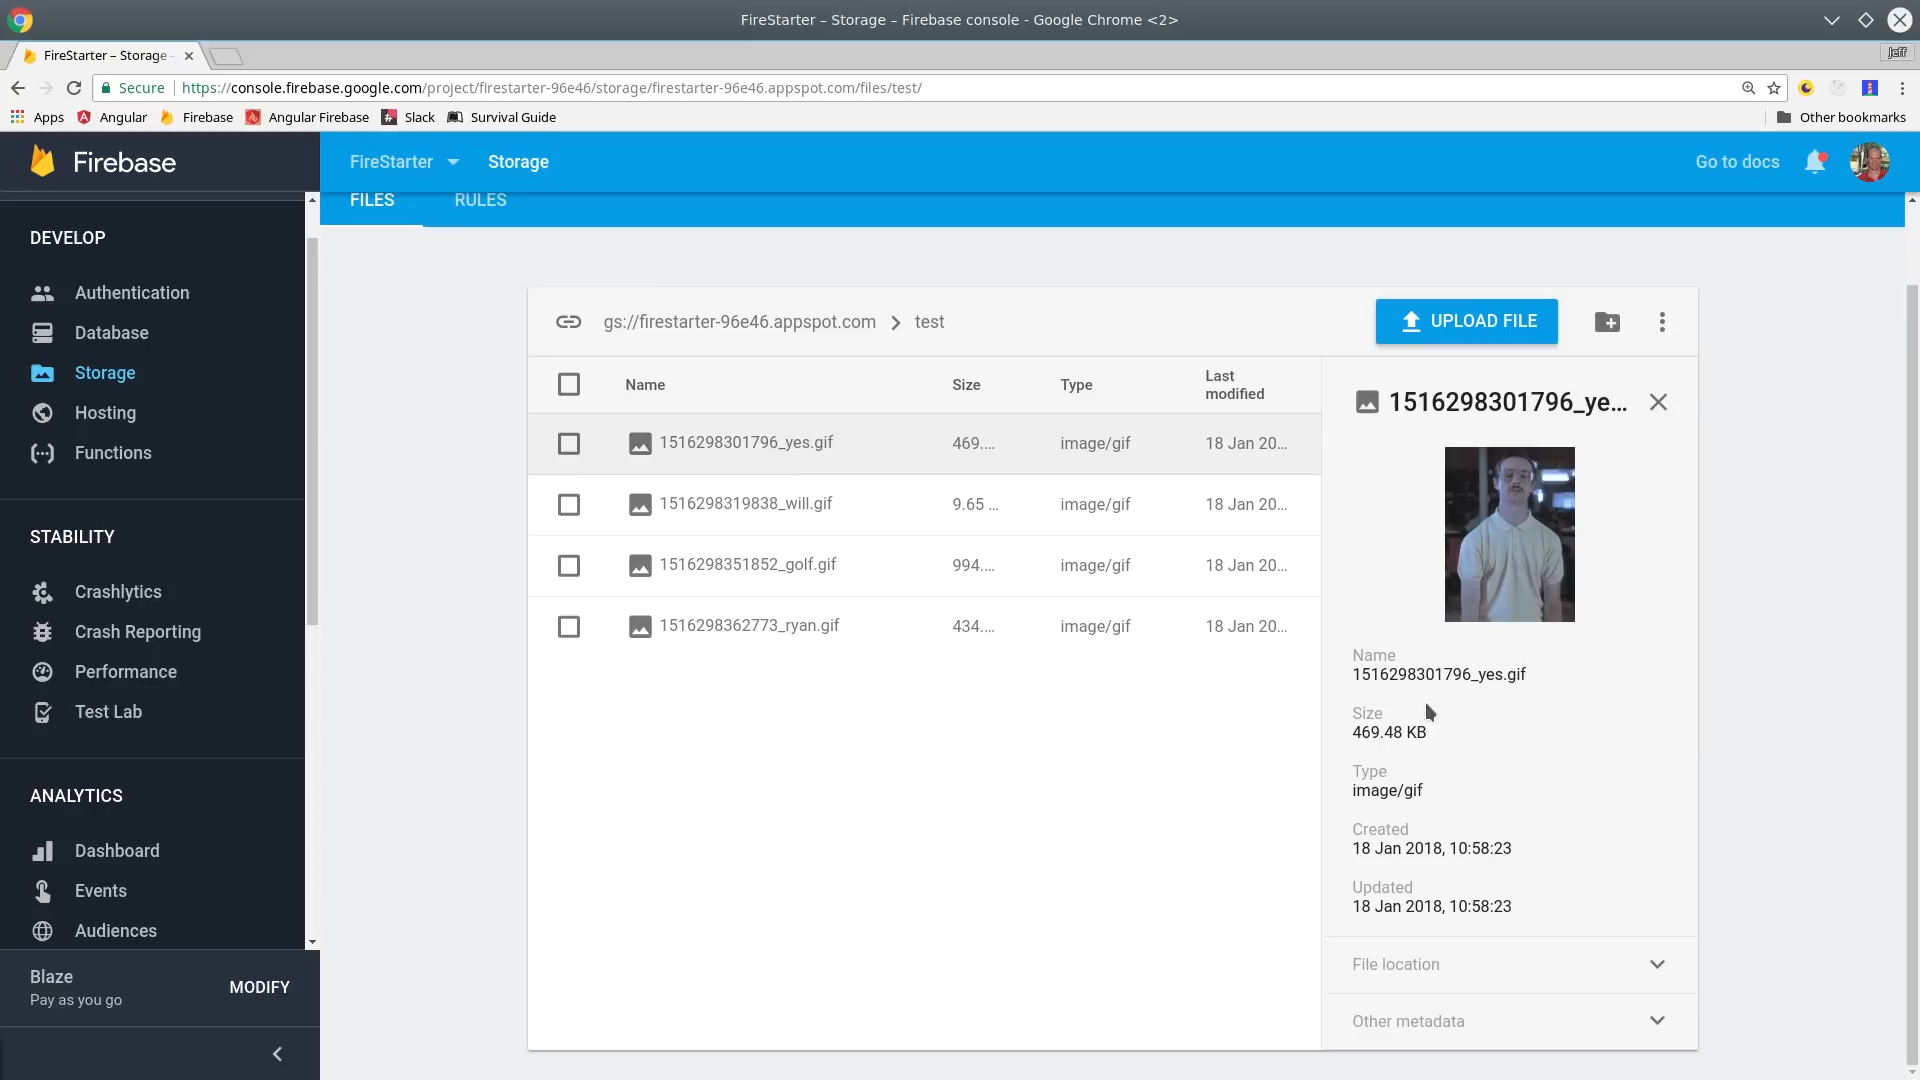 FireStarter – Storage – Firebase console - Google Chrome <2>
FireStarter – Storage -
Jeff
Secure
https://console.firebase.google.com/project/firestarter-96e46/storage/firestarter-96e46.appspot.com/files/test/
Apps Angular Firebase Angular Firebase Slack Survival Guide Other bookmarks
Firebase
FireStarter Storage Go to docs
FILES RULES
DEVELOP
Authentication
Database
Storage
Hosting
Functions
STABILITY
Crashlytics
Crash Reporting
Performance
Test Lab
ANALYTICS
Dashboard
Events
Audiences
Blaze
Pay as you go
MODIFY
gs://firestarter-96e46.appspot.com > test
UPLOAD FILE
Name Size Type Last modified
1516298301796_yes.gif 469.... image/gif 18 Jan 20...
1516298319838_will.gif 9.65 ... image/gif 18 Jan 20...
1516298351852_golf.gif 994.... image/gif 18 Jan 20...
1516298362773_ryan.gif 434.... image/gif 18 Jan 20...
1516298301796_ye...
Name
1516298301796_yes.gif
Size
469.48 KB
Type
image/gif
Created
18 Jan 2018, 10:58:23
Updated
18 Jan 2018, 10:58:23
File location
Other metadata